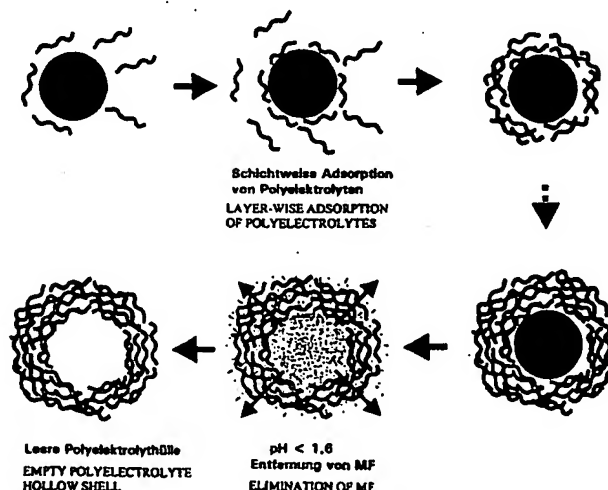 Schichtweise Adsorption
von Polyelektrolyten
LAYER-WISE ADSORPTION
OF POLYELECTROLYTES
Leere Polyelektrolythülle
EMPTY POLYELECTROLYTE
HOLLOW SHELL
pH < 1,6
Entfernung von MF
ELIMINATION OF MF